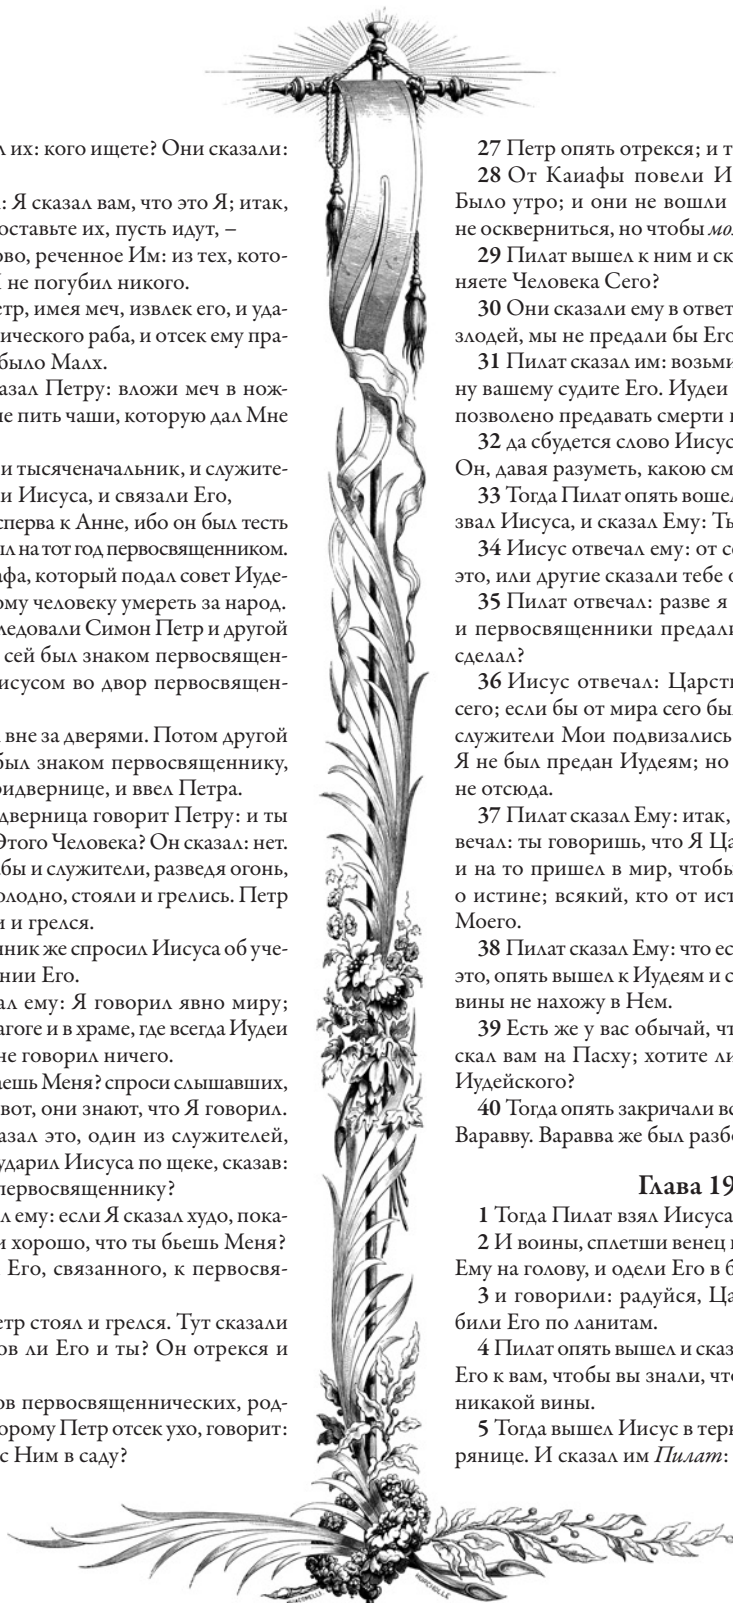 л их: кого ищете? Они сказали:
: Я сказал вам, что это Я; итак,
оставьте их, пусть идут, –
во, реченное Им: из тех, кото-
не погубил никого.
тр, имея меч, извлек его, и уда-
ического раба, и отсек ему пра-
было Малх.
азал Петру: вложи меч в нож-
не пить чаши, которую дал Мне
и тысяченачальник, и служите-
и Иисуса, и связали Его,
сперва к Анне, ибо он был тесть
ыл на тот год первосвященником.
афа, который подал совет Иуде-
ому человеку умереть за народ.
ледовали Симон Петр и другой
сей был знаком первосвящен-
исусом во двор первосвящен-
вне за дверями. Потом другой
был знаком первосвященнику,
ридвернице, и ввел Петра.
дверница говорит Петру: и ты
Этого Человека? Он сказал: нет.
бы и служители, разведя огонь,
олодно, стояли и грелись. Петр
и и грелся.
ник же спросил Иисуса об уче-
нии Его.
ал ему: Я говорил явно миру;
агоге и в храме, где всегда Иудеи
не говорил ничего.
аешь Меня? спроси слышавших,
вот, они знают, что Я говорил.
азал это, один из служителей,
ударил Иисуса по щеке, сказав:
первосвященнику?
л ему: если Я сказал худо, пока-
и хорошо, что ты бьешь Меня?
Его, связанного, к первосвя-
етр стоял и грелся. Тут сказали
ов ли Его и ты? Он отрекся и
ов первосвященнических, род-
орому Петр отсек ухо, говорит:
с Ним в саду?
27 Петр опять отрекся; и т
28 От Каиафы повели И
Было утро; и они не вошли
не оскверниться, но чтобы мо
29 Пилат вышел к ним и ск
няете Человека Сего?
30 Они сказали ему в ответ
злодей, мы не предали бы Его
31 Пилат сказал им: возьми
ну вашему судите Его. Иудеи
позволено предавать смерти
32 да сбудется слово Иисус
Он, давая разуметь, какою см
33 Тогда Пилат опять вошел
звал Иисуса, и сказал Ему: Ты
34 Иисус отвечал ему: от се
это, или другие сказали тебе о
35 Пилат отвечал: разве я
и первосвященники предали
сделал?
36 Иисус отвечал: Царств
сего; если бы от мира сего был
служители Мои подвизались
Я не был предан Иудеям; но
не отсюда.
37 Пилат сказал Ему: итак,
вечал: ты говоришь, что Я Ца
и на то пришел в мир, чтобы
о истине; всякий, кто от ист
Моего.
38 Пилат сказал Ему: что ес
это, опять вышел к Иудеям и с
вины не нахожу в Нем.
39 Есть же у вас обычай, чт
скал вам на Пасху; хотите ли
Иудейского?
40 Тогда опять закричали вс
Варавву. Варавва же был разбо
Глава 19
1 Тогда Пилат взял Иисуса
2 И воины, сплетши венец
Ему на голову, и одели Его в б
3 и говорили: радуйся, Ца
били Его по ланитам.
4 Пилат опять вышел и сказ
Его к вам, чтобы вы знали, что
никакой вины.
5 Тогда вышел Иисус в терн
рянице. И сказал им Пилат: